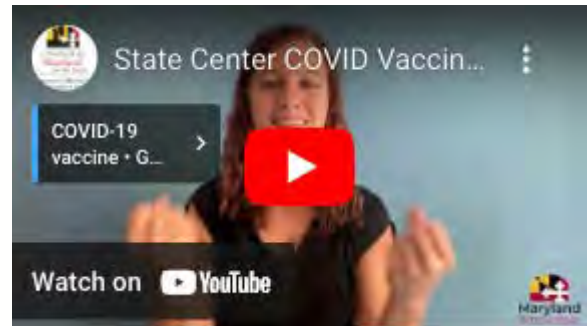 State Center COVID Vaccin...
COVID-19
vaccine • G...
Watch on YouTube
Maryland